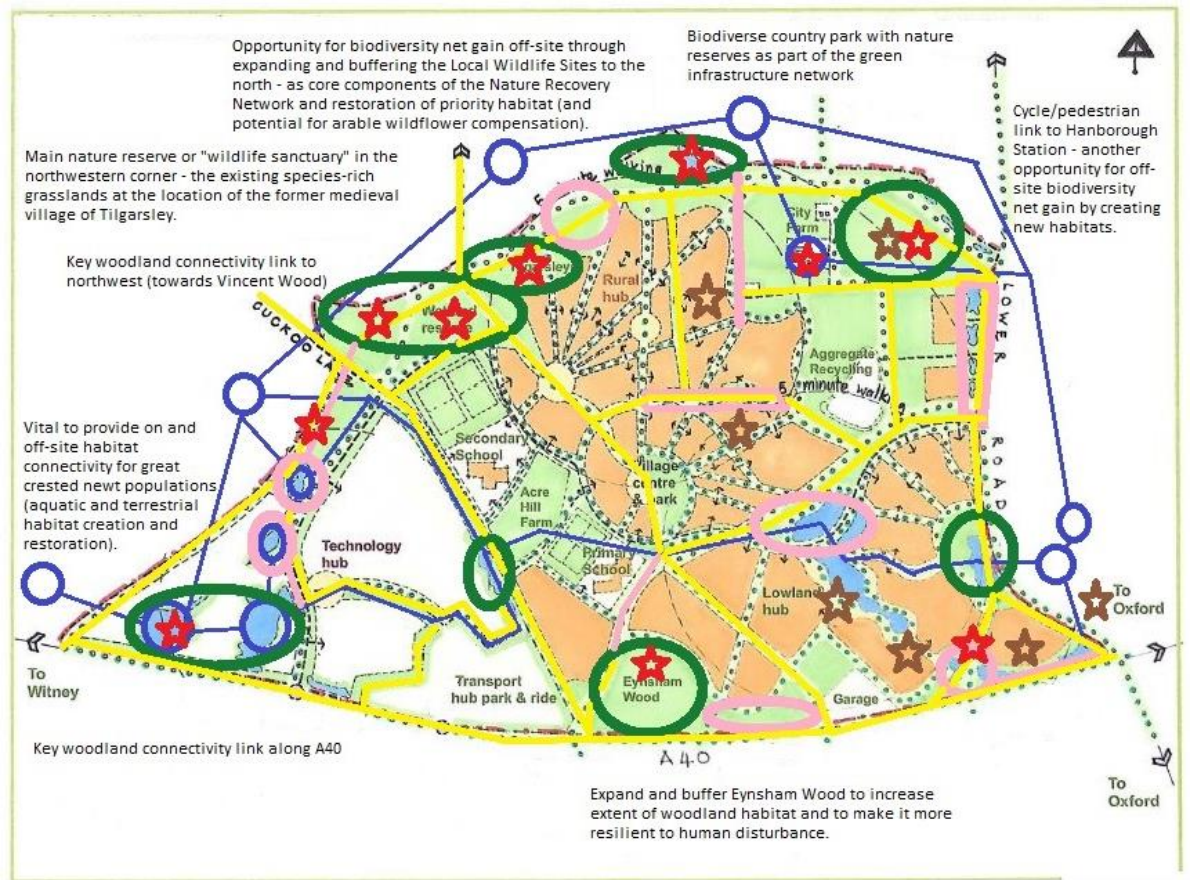 Opportunity for biodiversity net gain off-site through
expanding and buffering the Local Wildlife Sites to the
north - as core components of the Nature Recovery
Network and restoration of priority habitat (and
potential for arable wildflower compensation).
Biodiverse country park with nature
reserves as part of the green
infrastructure network
Cycle/pedestrian
link to Hanborough
Station - another
opportunity for off-
site biodiversity
net gain by creating
new habitats.
Main nature reserve or "wildlife sanctuary" in the
northwestern corner - the existing species-rich
grasslands at the location of the former medieval
village of Tilgarsley.
Key woodland connectivity link to
northwest (towards Vincent Wood)
City
Farm
Rural
hub
LOWER
ROAD
Aggregate
Recycling
5 minute
Vital to provide on and
off-site habitat
connectivity for great
crested newt populations
(aquatic and terrestrial
habitat creation and
restoration).
Secondary
School
Village
centre
& park
Acre
Hill
Farm
Technology
hub
Primary
School
Lowland
hub
To
Oxford
To
Witney
Eynsham
Wood
Transport
hub park & ride
Garage
Key woodland connectivity link along A40
A40
To
Oxford
Expand and buffer Eynsham Wood to increase
extent of woodland habitat and to make it more
resilient to human disturbance.